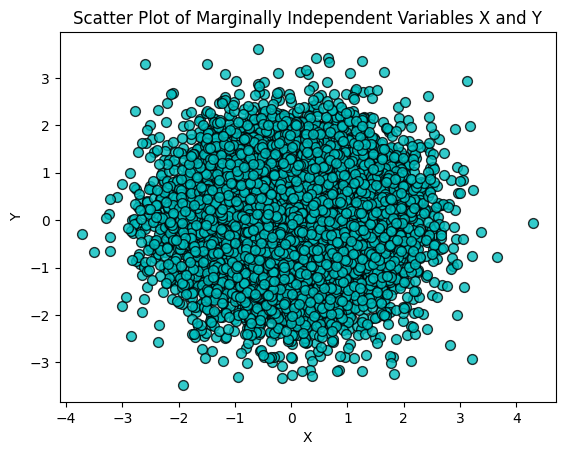 Scatter Plot of Marginally Independent Variables X and Y
3
2
1
0
−1
−2
−3
Y
−4 −3 −2 −1 0 1 2 3 4
X